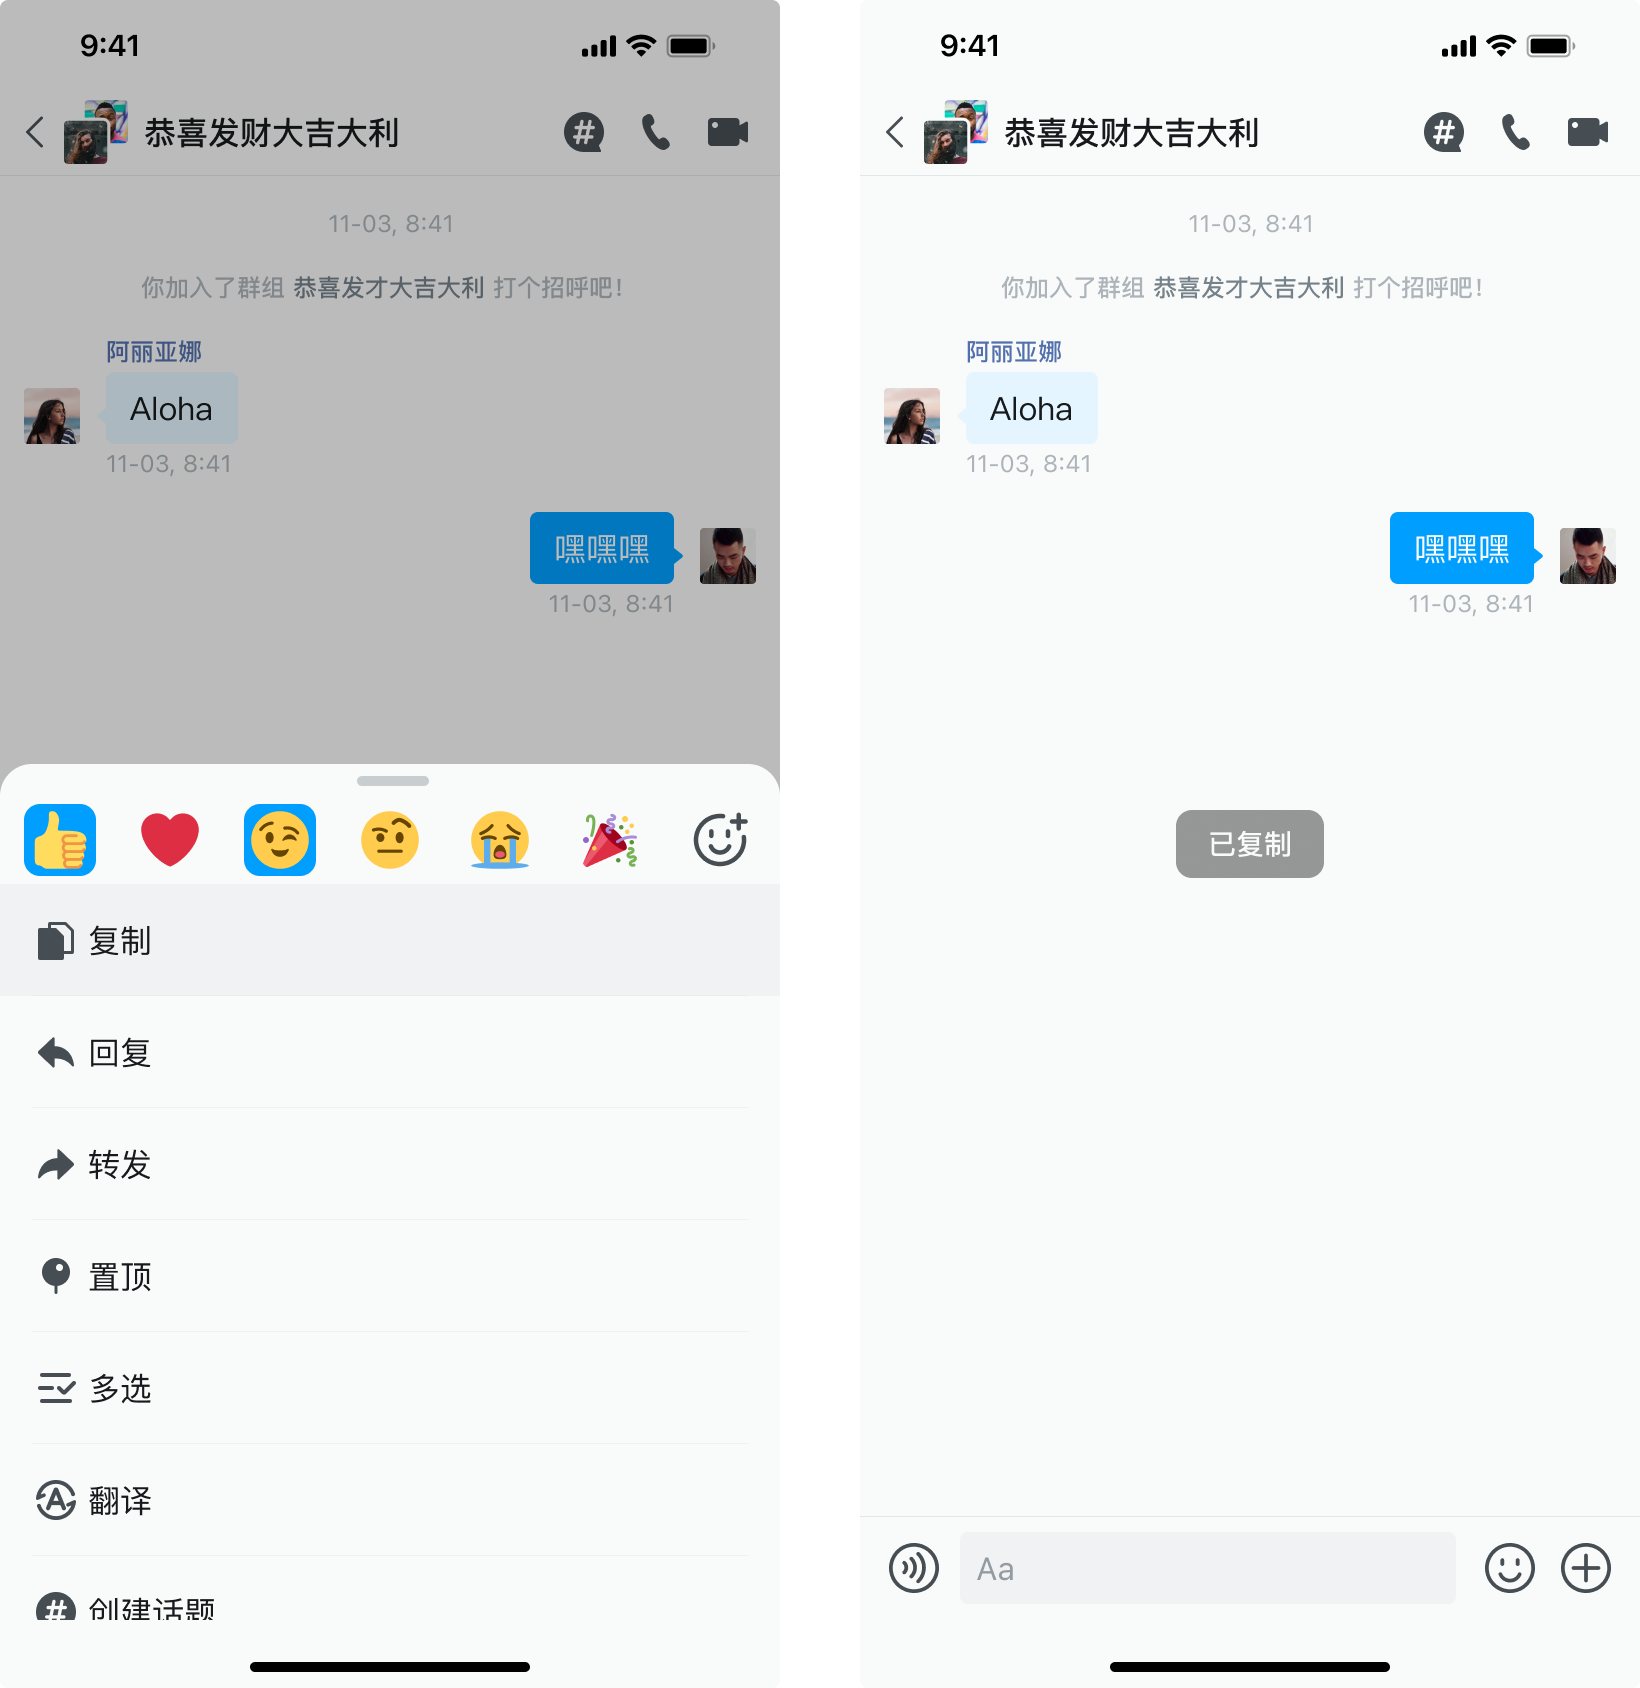 9:41
恭喜发财大吉大利
11-03, 8:41
你加入了群组 恭喜发才大吉大利 打个招呼吧！
阿丽亚娜
Aloha
11-03, 8:41
嘿嘿嘿
11-03, 8:41
复制
回复
转发
置顶
多选
翻译
创建话题
9:41
恭喜发财大吉大利
11-03, 8:41
你加入了群组 恭喜发才大吉大利 打个招呼吧！
阿丽亚娜
Aloha
11-03, 8:41
嘿嘿嘿
11-03, 8:41
已复制
Aa